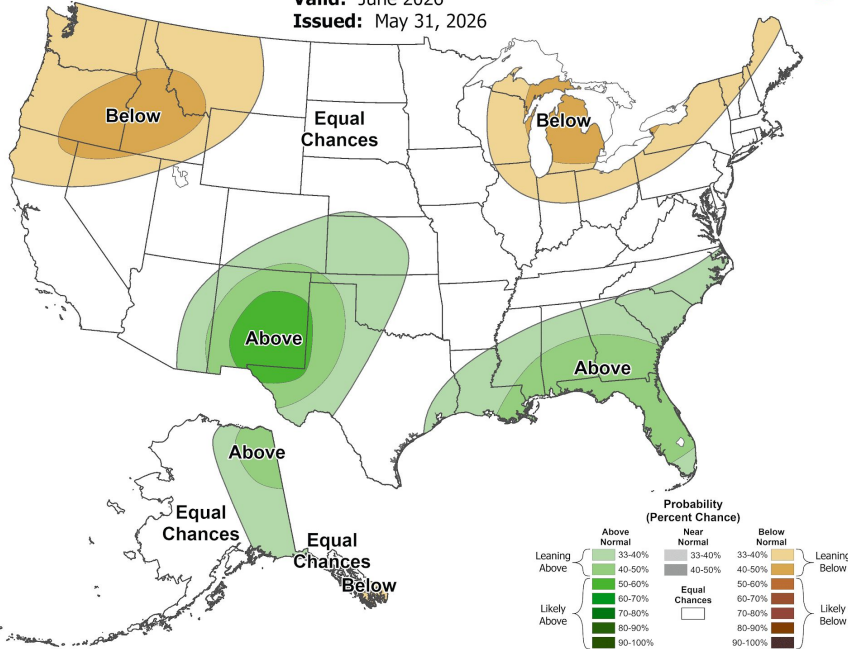 Valid: June 2026
Issued: May 31, 2026
Below
Equal
Chances
Below
Above
Above
Above
Equal
Chances
Equal
Chances
Below
Probability
(Percent Chance)
Above
Normal
Near
Normal
Below
Normal
Leaning
Above
33-40%
40-50%
33-40%
40-50%
33-40%
40-50%
Leaning
Below
Likely
Above
50-60%
60-70%
70-80%
80-90%
90-100%
Equal
Chances
50-60%
60-70%
70-80%
80-90%
90-100%
Likely
Below